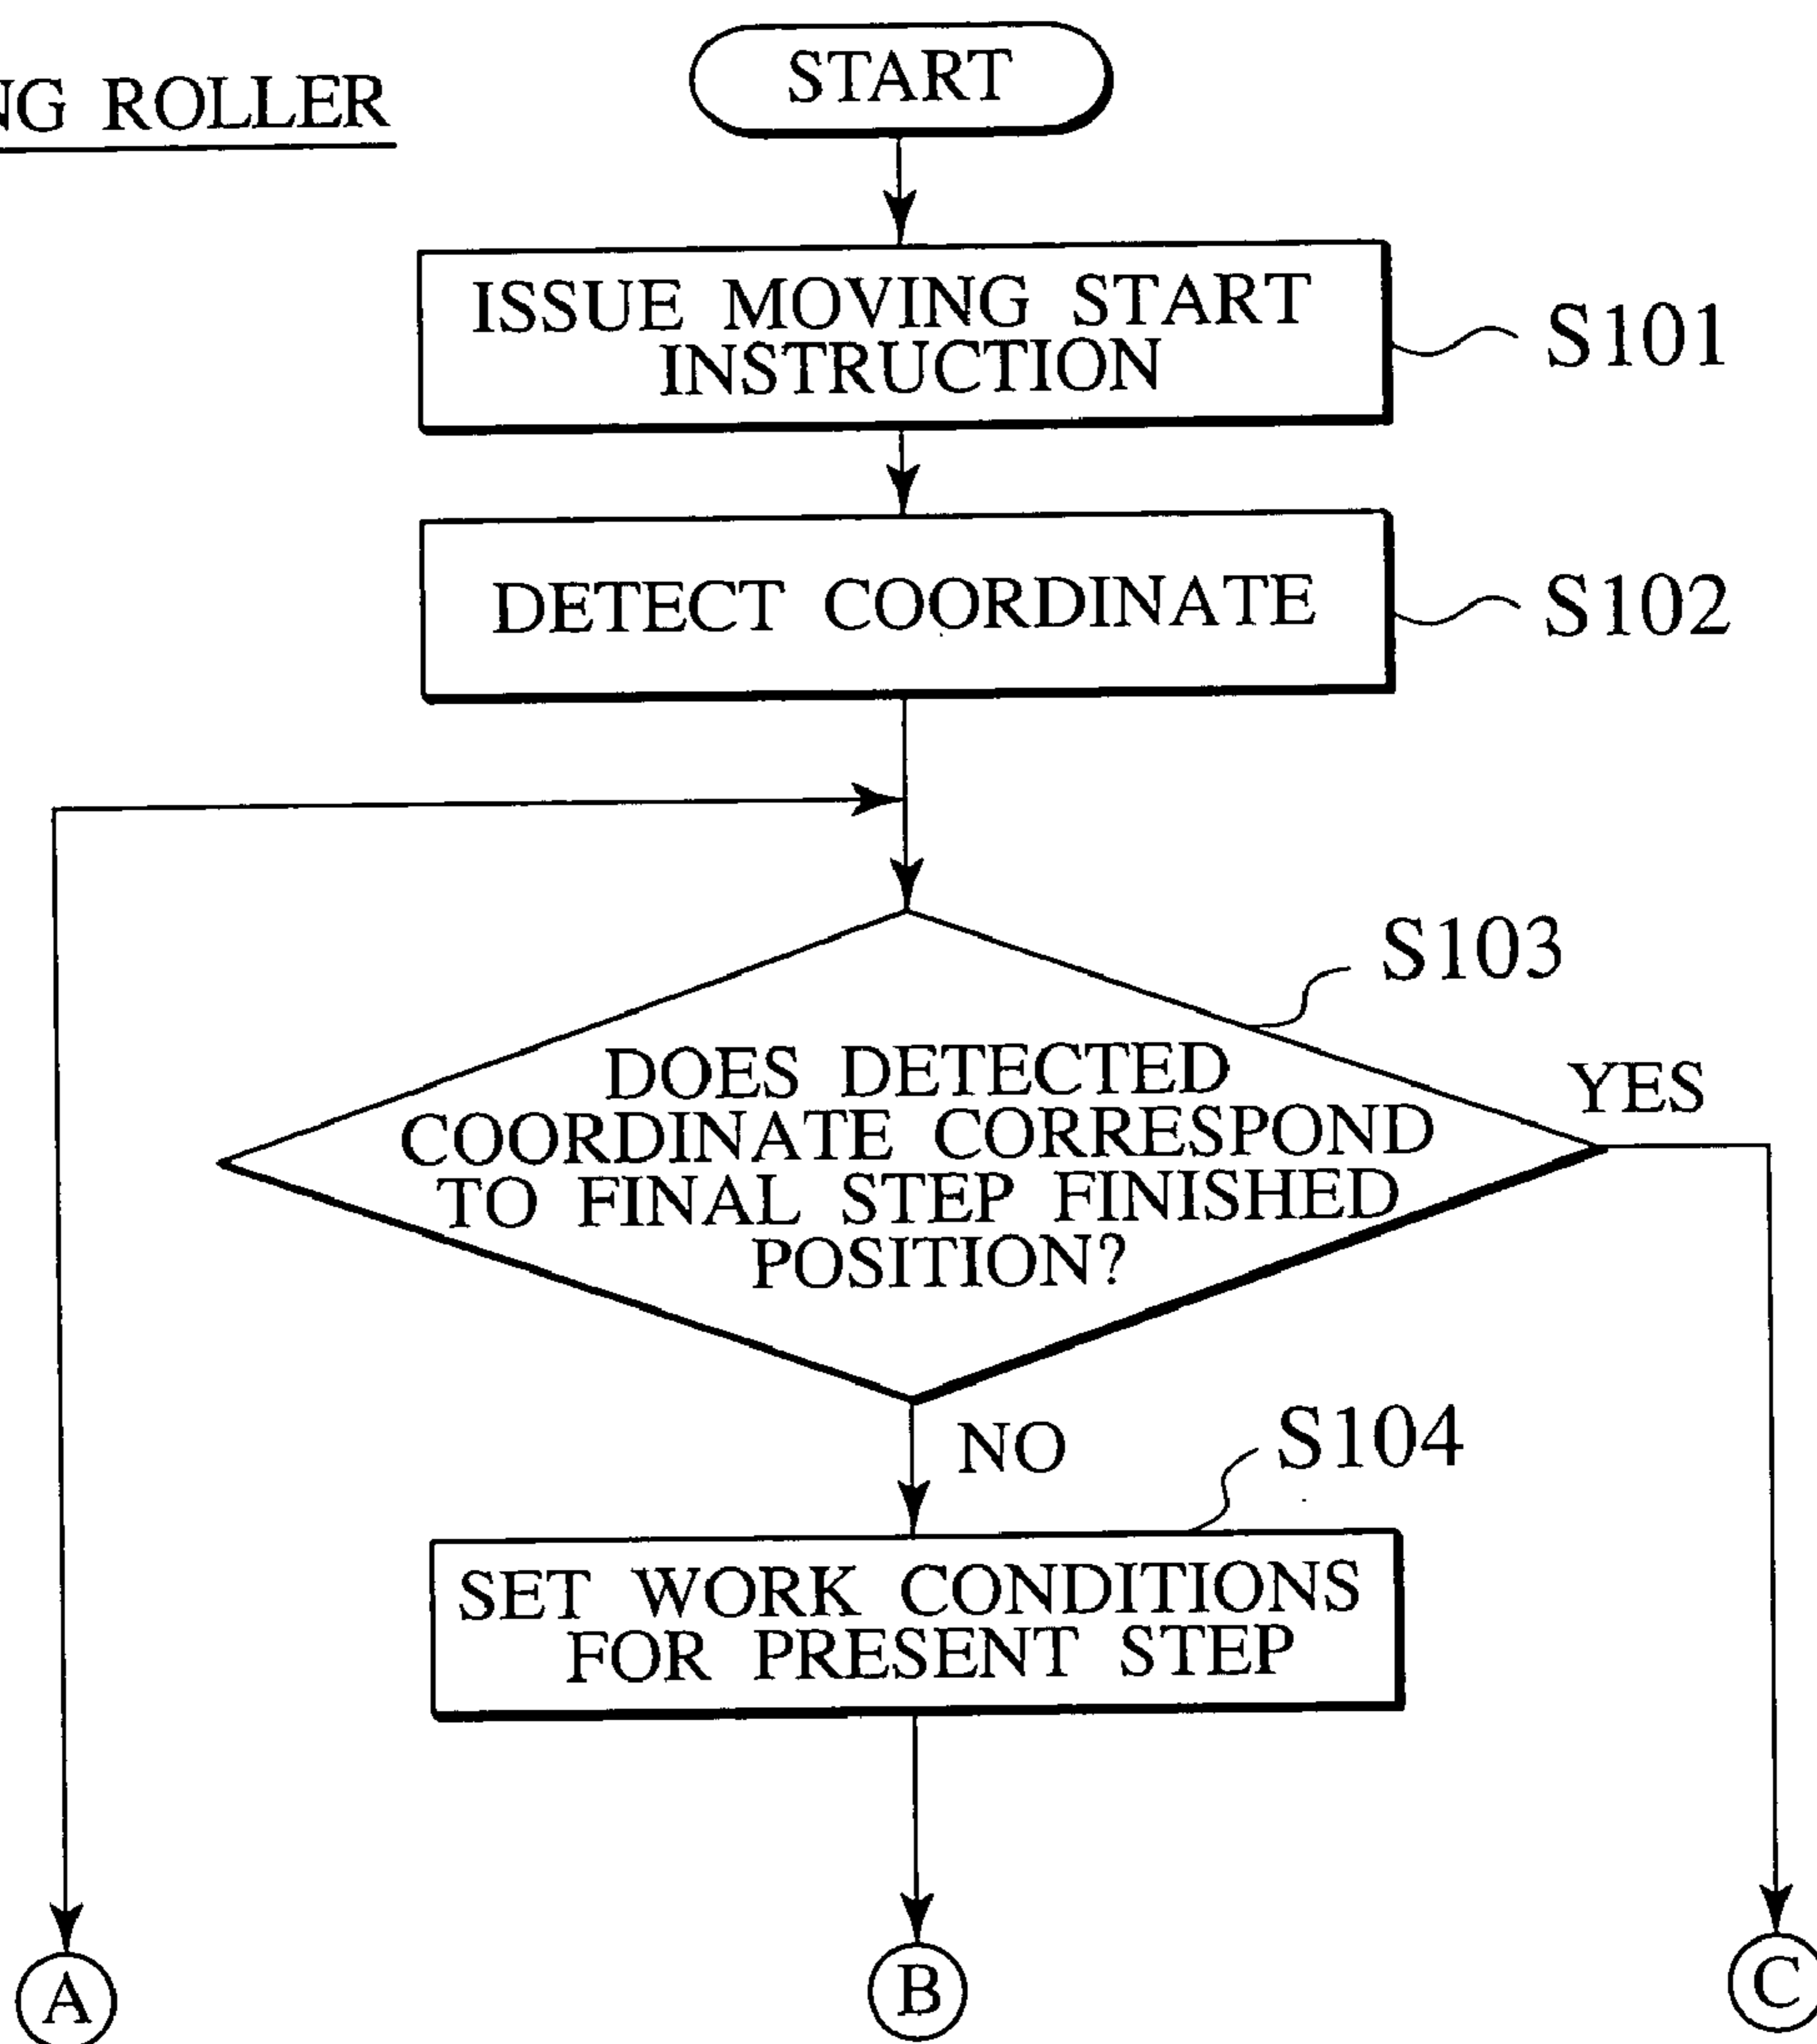 START
NG ROLLER
ISSUE MOVING START
INSTRUCTION
S101
DETECT COORDINATE
S102
S103
DOES DETECTED
COORDINATE CORRESPOND
TO FINAL STEP FINISHED
POSITION?
YES
NO
S104
SET WORK CONDITIONS
FOR PRESENT STEP
A
B
C